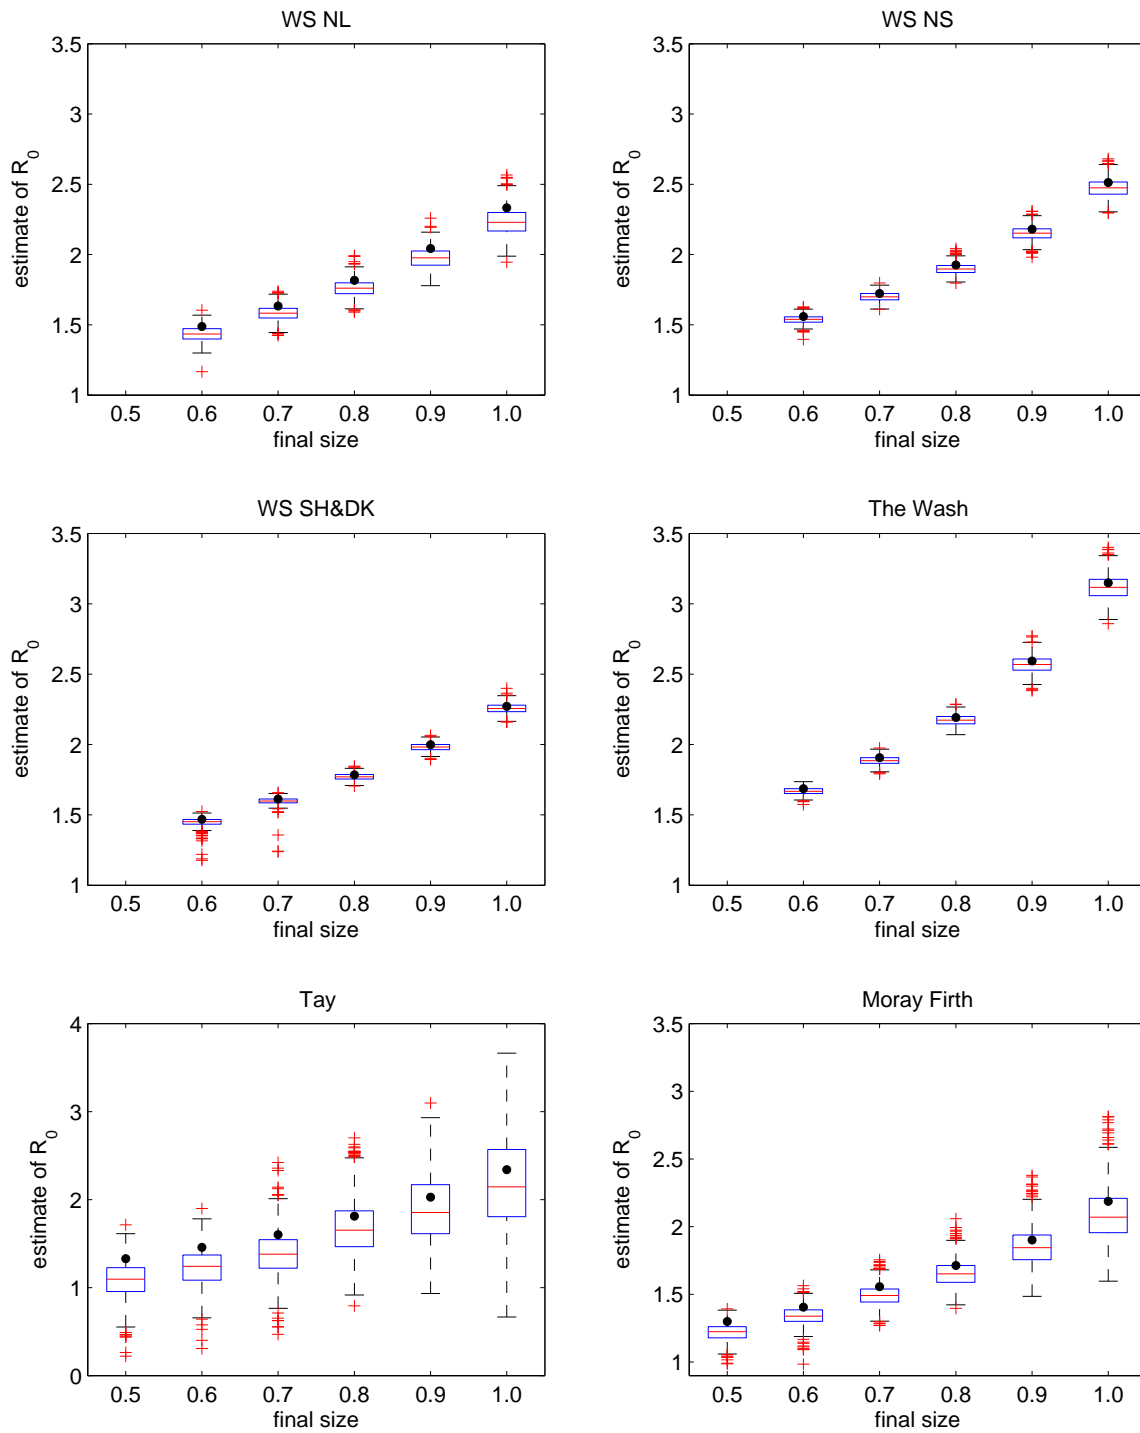 WS NL
3.5
3
2.5
2
1.5
1
estimate of R0
0.5 0.6 0.7 0.8 0.9 1.0
final size
WS NS
3.5
3
2.5
2
1.5
1
estimate of R0
0.5 0.6 0.7 0.8 0.9 1.0
final size
WS SH&DK
3.5
3
2.5
2
1.5
1
estimate of R0
0.5 0.6 0.7 0.8 0.9 1.0
final size
The Wash
3.5
3
2.5
2
1.5
1
estimate of R0
0.5 0.6 0.7 0.8 0.9 1.0
final size
Tay
4
3
2
1
0
estimate of R0
0.5 0.6 0.7 0.8 0.9 1.0
final size
Moray Firth
3.5
3
2.5
2
1.5
1
estimate of R0
0.5 0.6 0.7 0.8 0.9 1.0
final size